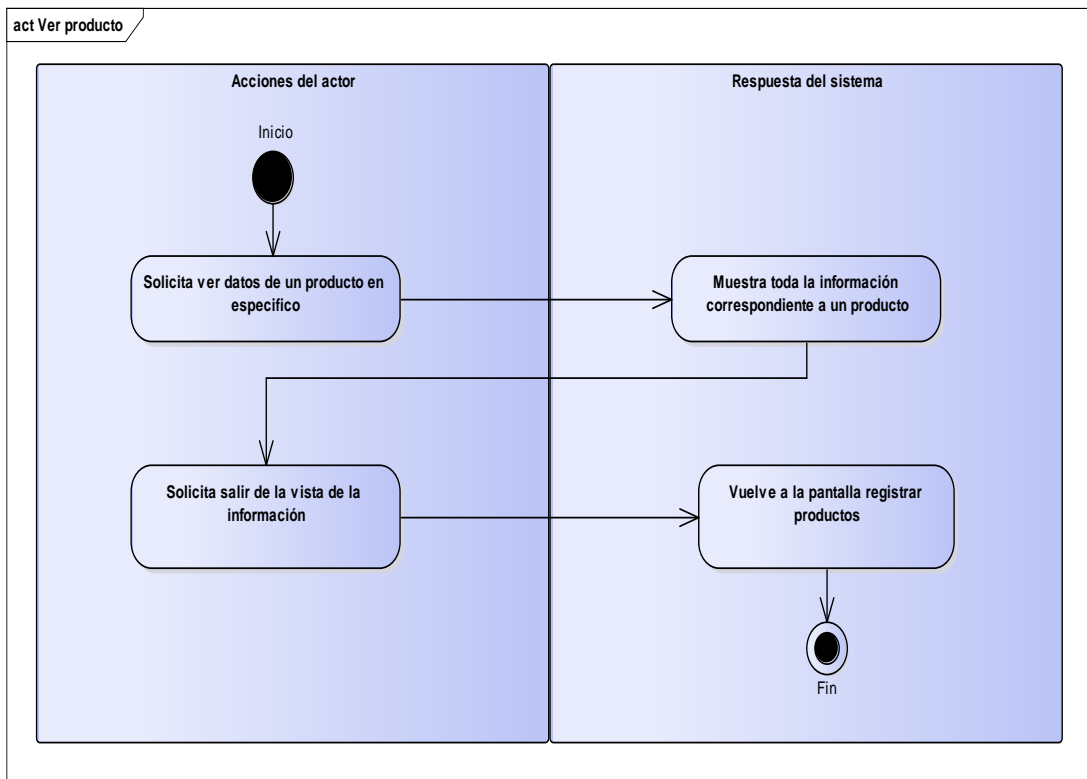 act Ver producto
Acciones del actor
Respuesta del sistema
Inicio
Solicita ver datos de un producto en
especifico
Muestra toda la información
correspondiente a un producto
Solicita salir de la vista de la
información
Vuelve a la pantalla registrar
productos
Fin